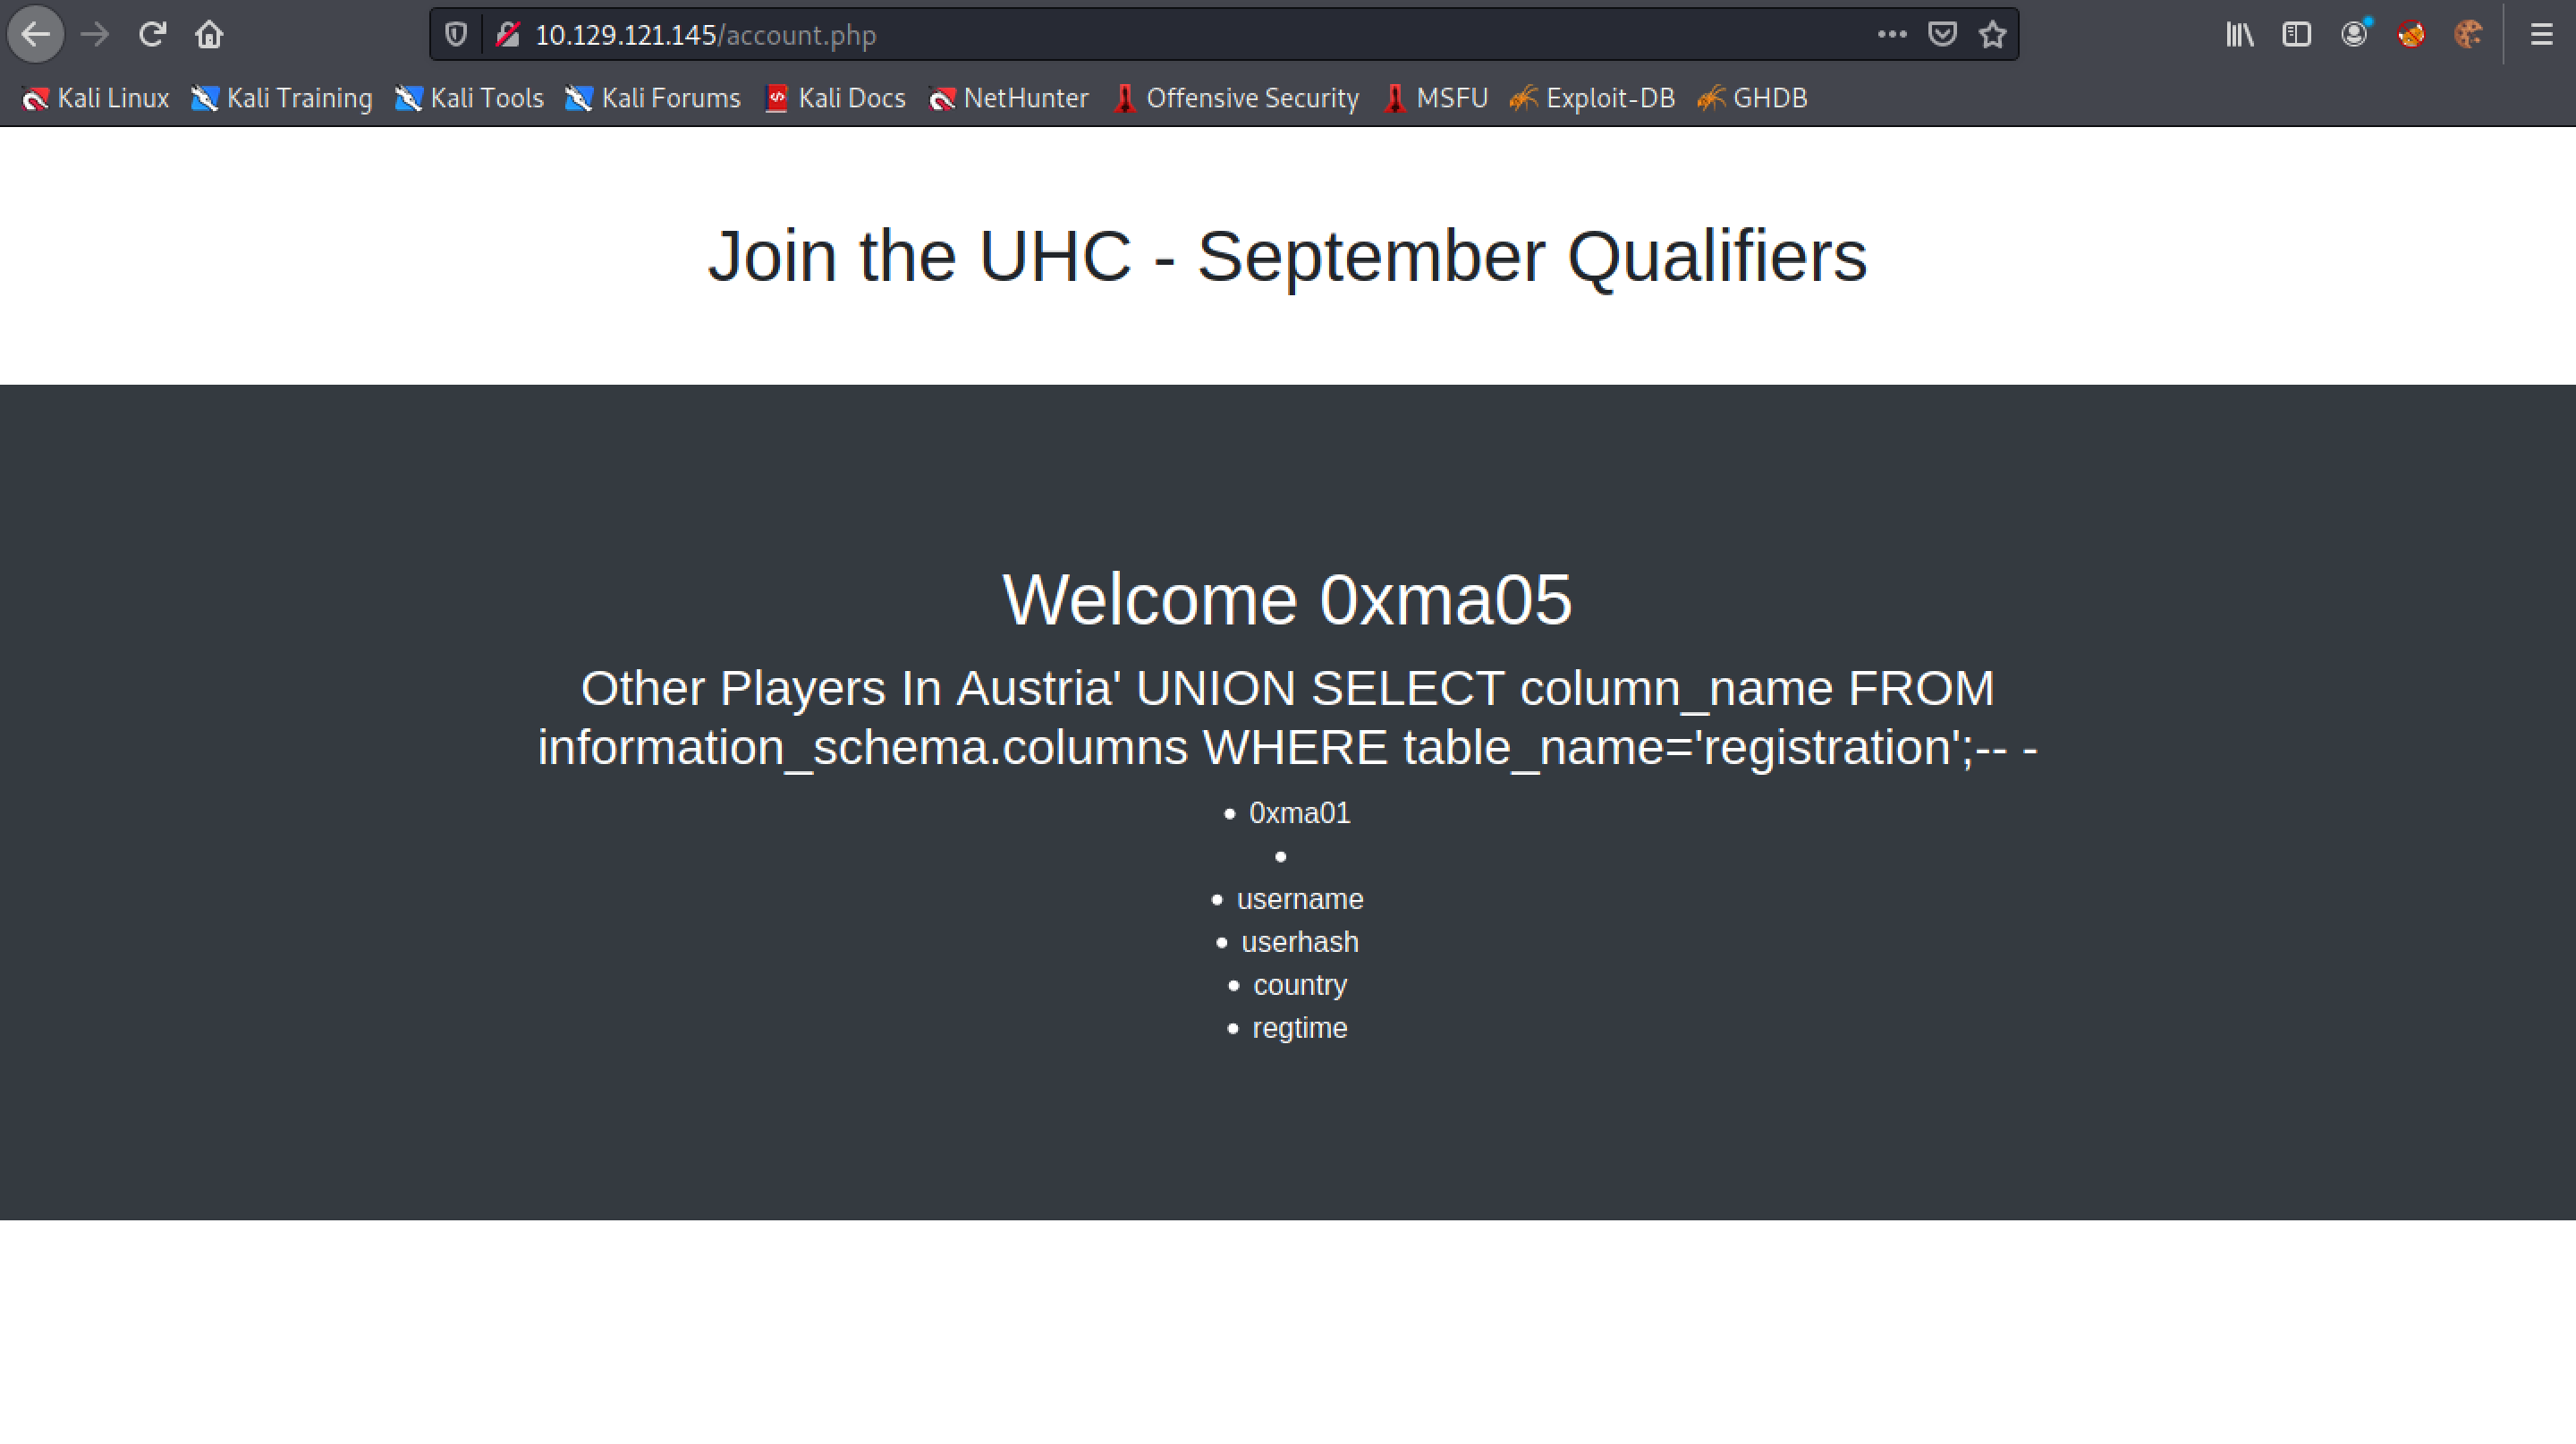 10.129.121.145/account.php
Kali Linux Kali Training Kali Tools Kali Forums Kali Docs NetHunter Offensive Security MSFU Exploit-DB GHDB
Join the UHC - September Qualifiers
Welcome 0xma05
Other Players In Austria' UNION SELECT column_name FROM
information_schema.columns WHERE table_name='registration';-- -
0xma01
username
userhash
country
regtime